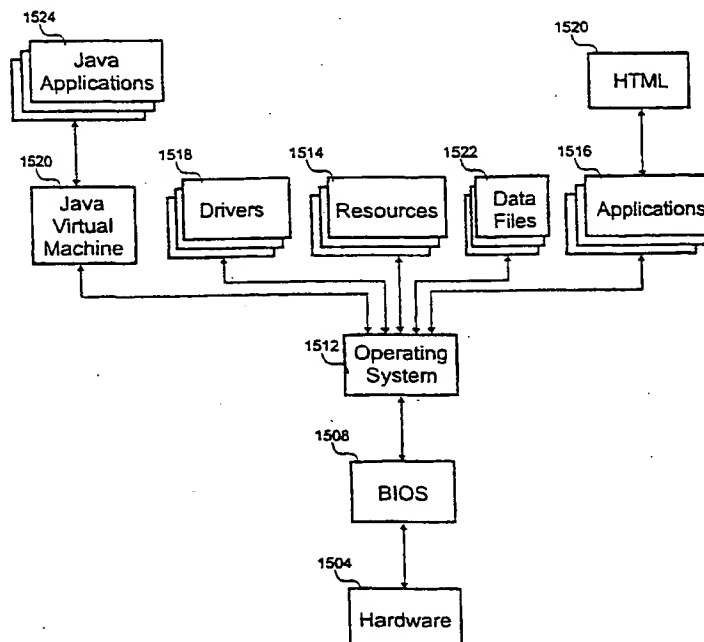 1524
Java
Applications
1520
HTML
1520
Java
Virtual
Machine
1518
Drivers
1514
Resources
1522
Data
Files
1516
Applications
1512
Operating
System
1508
BIOS
1504
Hardware